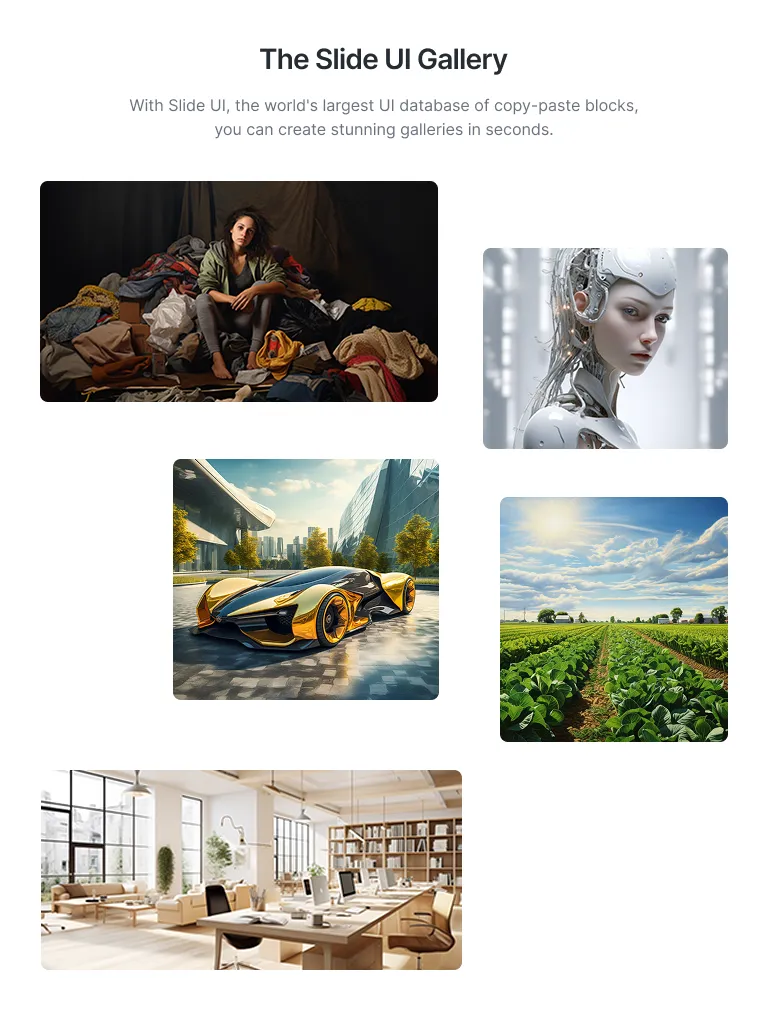 The Slide UI Gallery
With Slide UI, the world's largest UI database of copy-paste blocks,
you can create stunning galleries in seconds.